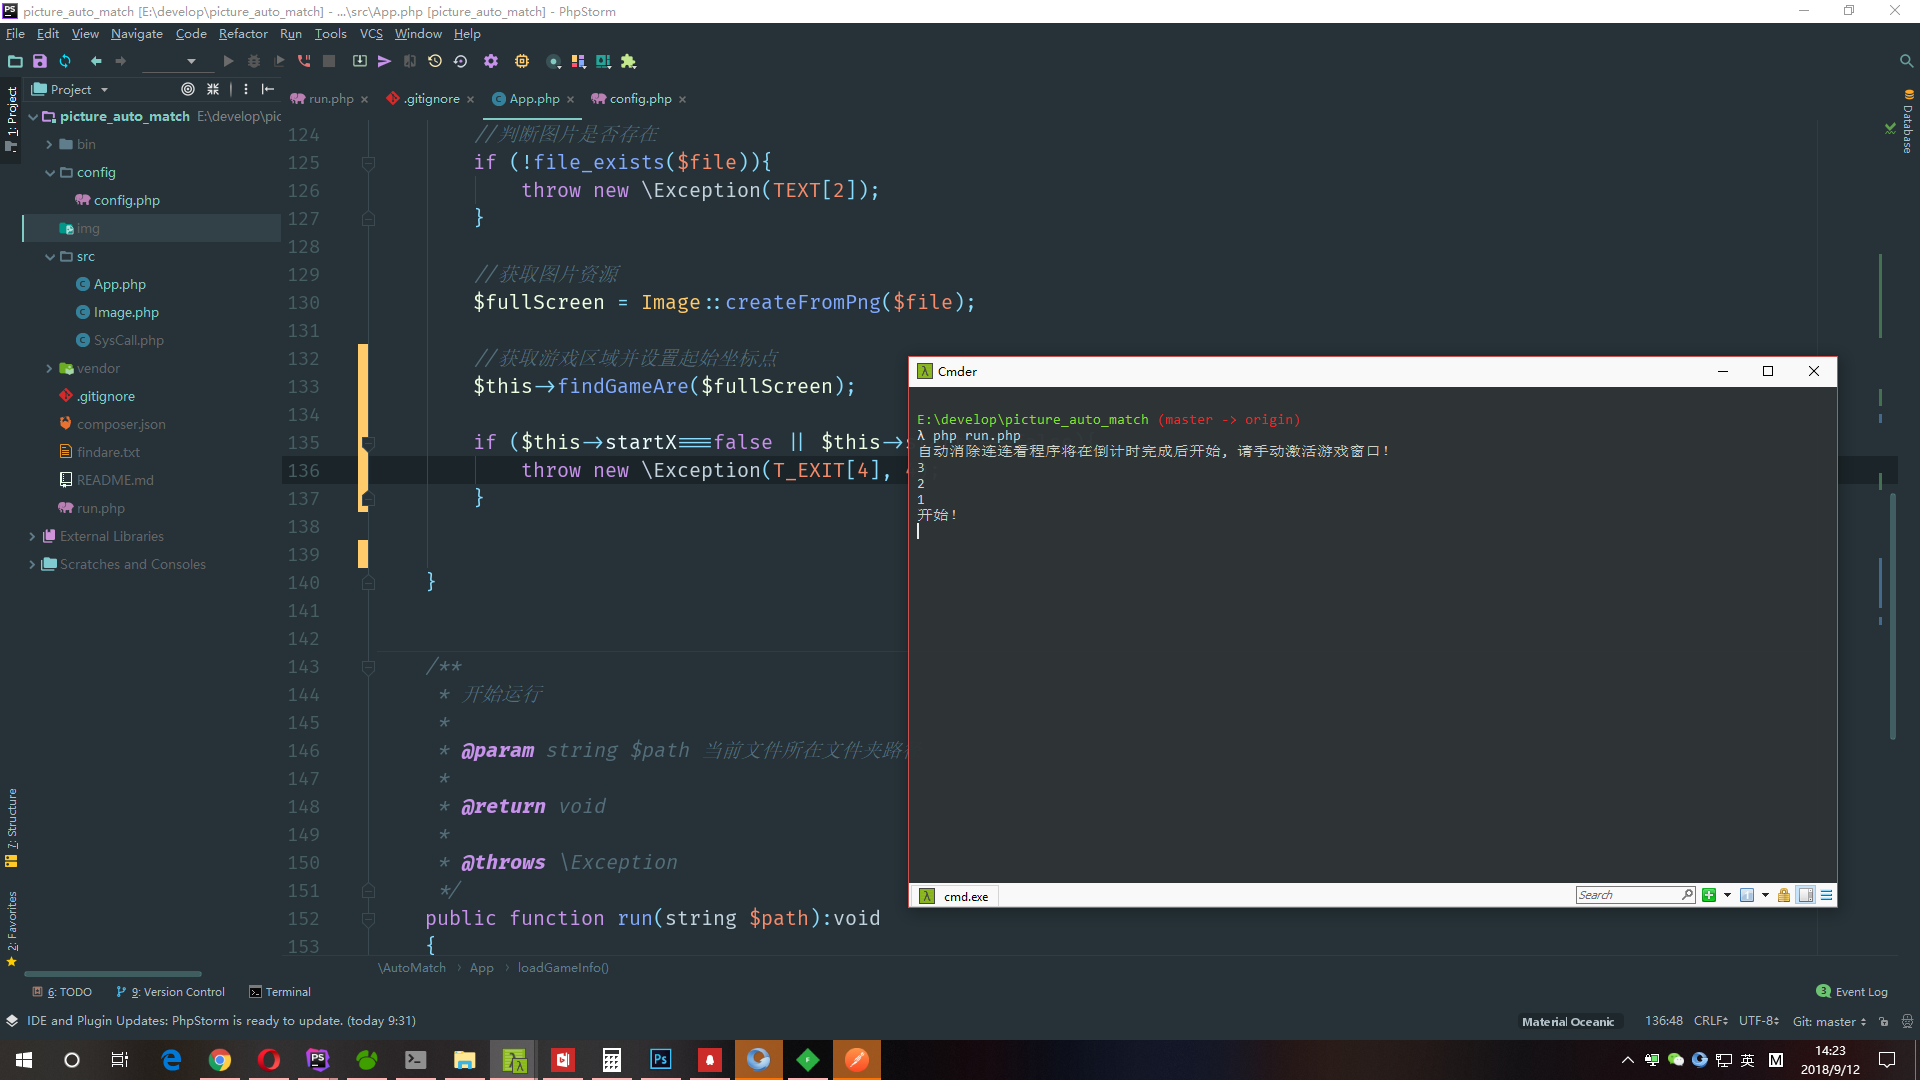 picture_auto_match [E:\develop\picture_auto_match] - ...\src\App.php [picture_auto_match] - PhpStorm
File Edit View Navigate Code Refactor Run Tools VCS Window Help
Project
run.php
.gitignore
App.php
config.php
1: Project
Database
picture_auto_match E:\develop\pic
bin
config
config.php
img
src
App.php
Image.php
SysCall.php
vendor
.gitignore
composer.json
findare.txt
README.md
run.php
External Libraries
Scratches and Consoles
7: Structure
2: Favorites
124 //判断图片是否存在
125 if (!file_exists($file)){
126 throw new \Exception(TEXT[2]);
127 }
128
129 //获取图片资源
130 $fullScreen = Image::createFromPng($file);
131
132 //获取游戏区域并设置起始坐标点
133 $this->findGameAre($fullScreen);
134
135 if ($this->startX===false || $this->s
136 throw new \Exception(T_EXIT[4],
137 }
138
139
140 }
141
142
143 /**
144 * 开始运行
145 *
146 * @param string $path 当前文件所在文件夹路
147 *
148 * @return void
149 *
150 * @throws \Exception
151 */
152 public function run(string $path):void
153 {
\AutoMatch › App › loadGameInfo()
Cmder
E:\develop\picture_auto_match (master -> origin)
λ php run.php
自动消除连连看程序将在倒计时完成后开始, 请手动激活游戏窗口!
3
2
1
开始!
cmd.exe
Search
6: TODO
9: Version Control
Terminal
3 Event Log
IDE and Plugin Updates: PhpStorm is ready to update. (today 9:31)
Material Oceanic
136:48 CRLF UTF-8 Git: master
英
M
14:23
2018/9/12